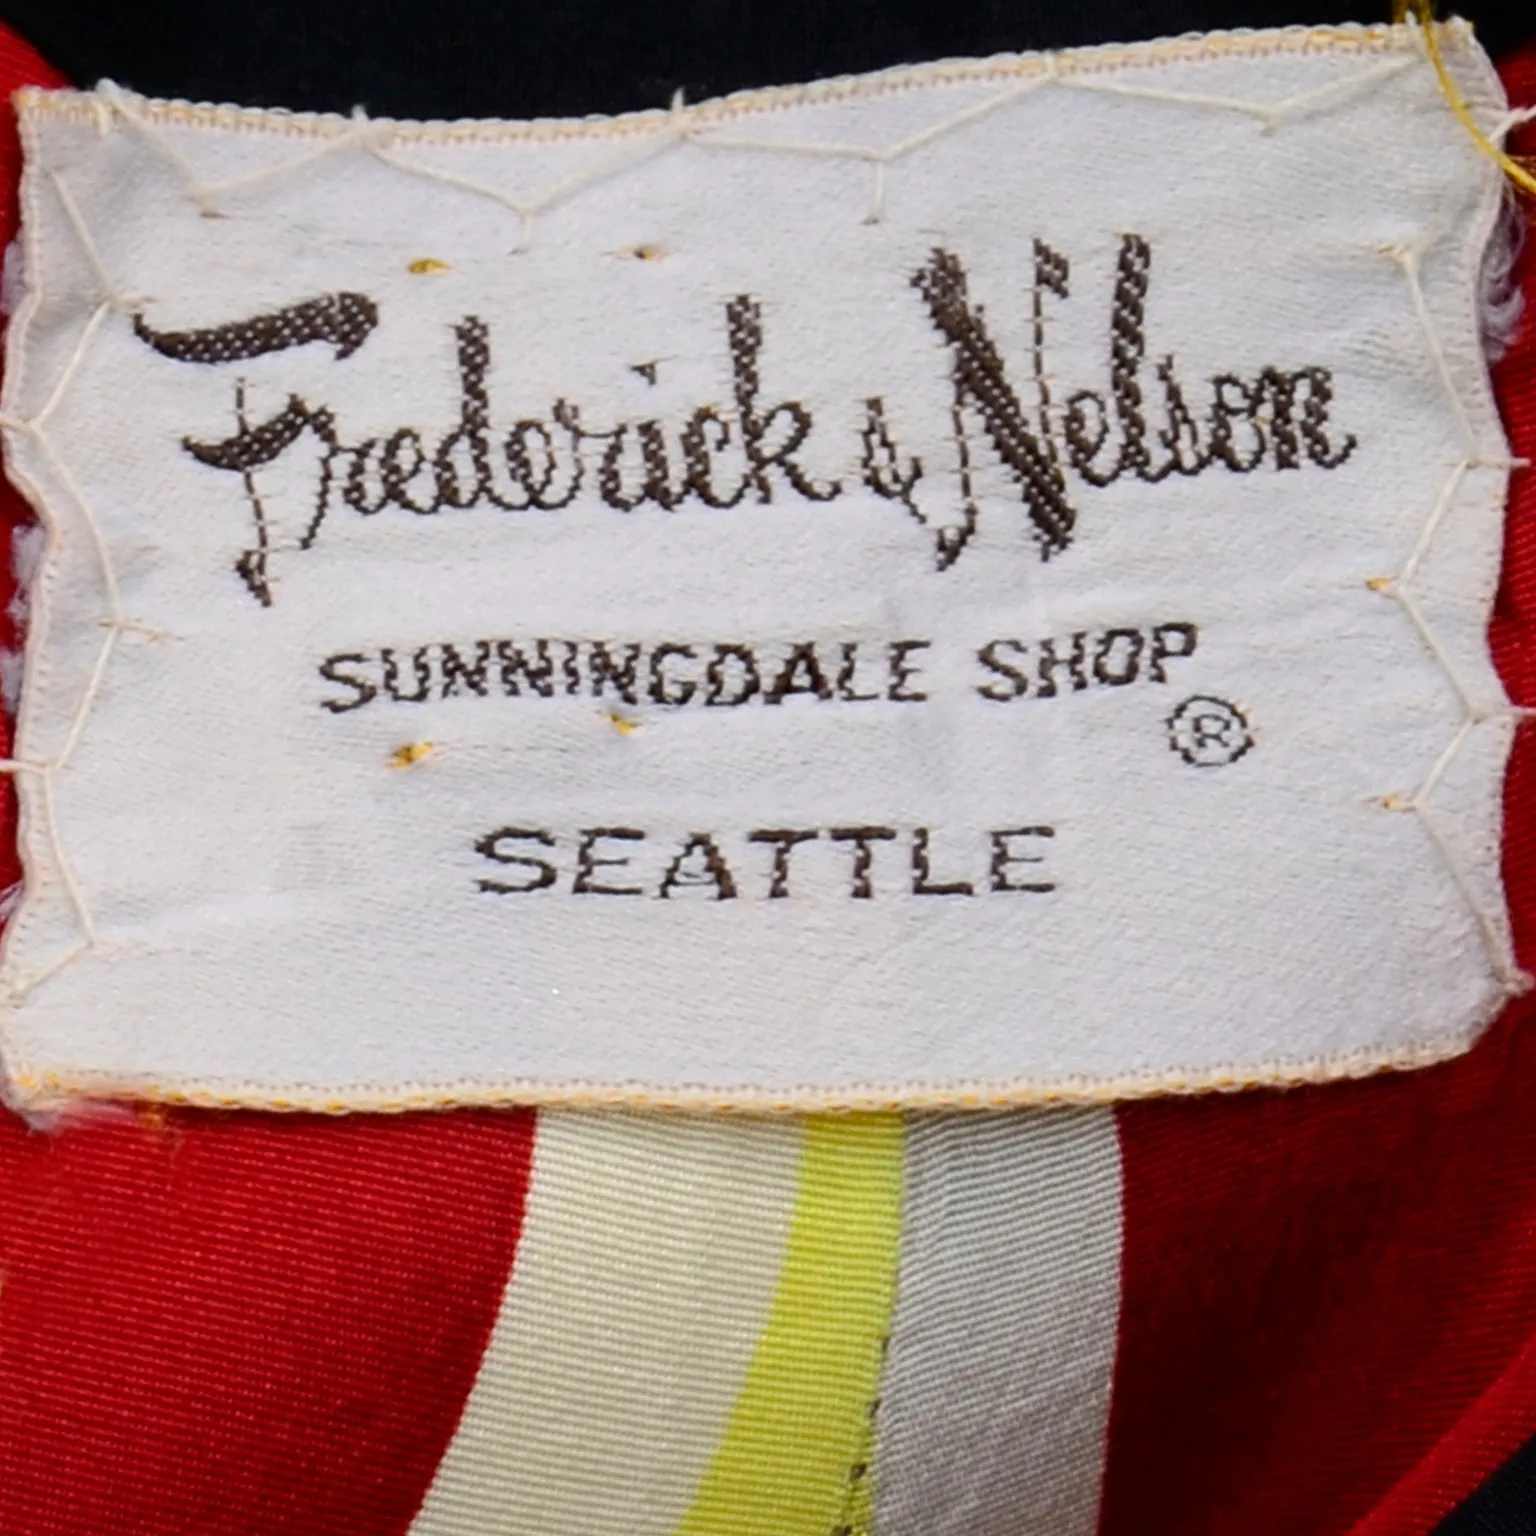 Frederick & Nelson
SUNNINGDALE SHOP
®
SEATTLE